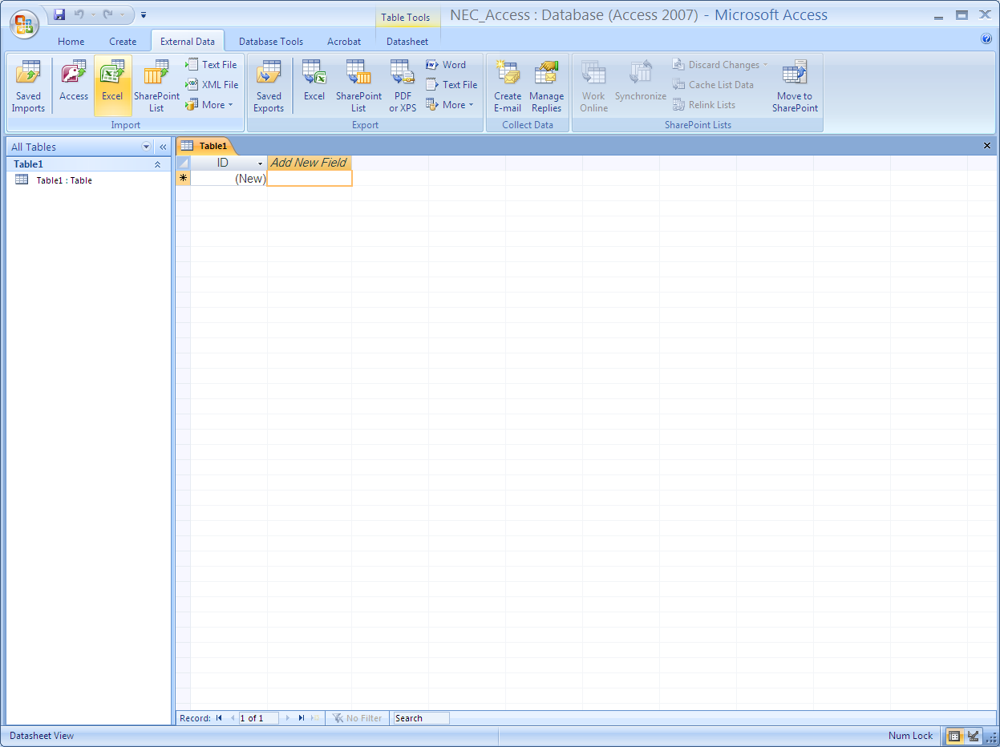 Table Tools
NEC_Access : Database (Access 2007) - Microsoft Access
Home Create External Data Database Tools Acrobat Datasheet
Saved Imports
Access
Excel
SharePoint List
Text File
XML File
More
Import
Saved Exports
Excel
SharePoint List
PDF or XPS
Word
Text File
More
Export
Create E-mail
Manage Replies
Collect Data
Work Online
Synchronize
Discard Changes
Cache List Data
Relink Lists
Move to SharePoint
SharePoint Lists
All Tables
Table1
Table1 : Table
Table1
ID Add New Field
* (New)
Record: 1 of 1 No Filter Search
Datasheet View
Num Lock